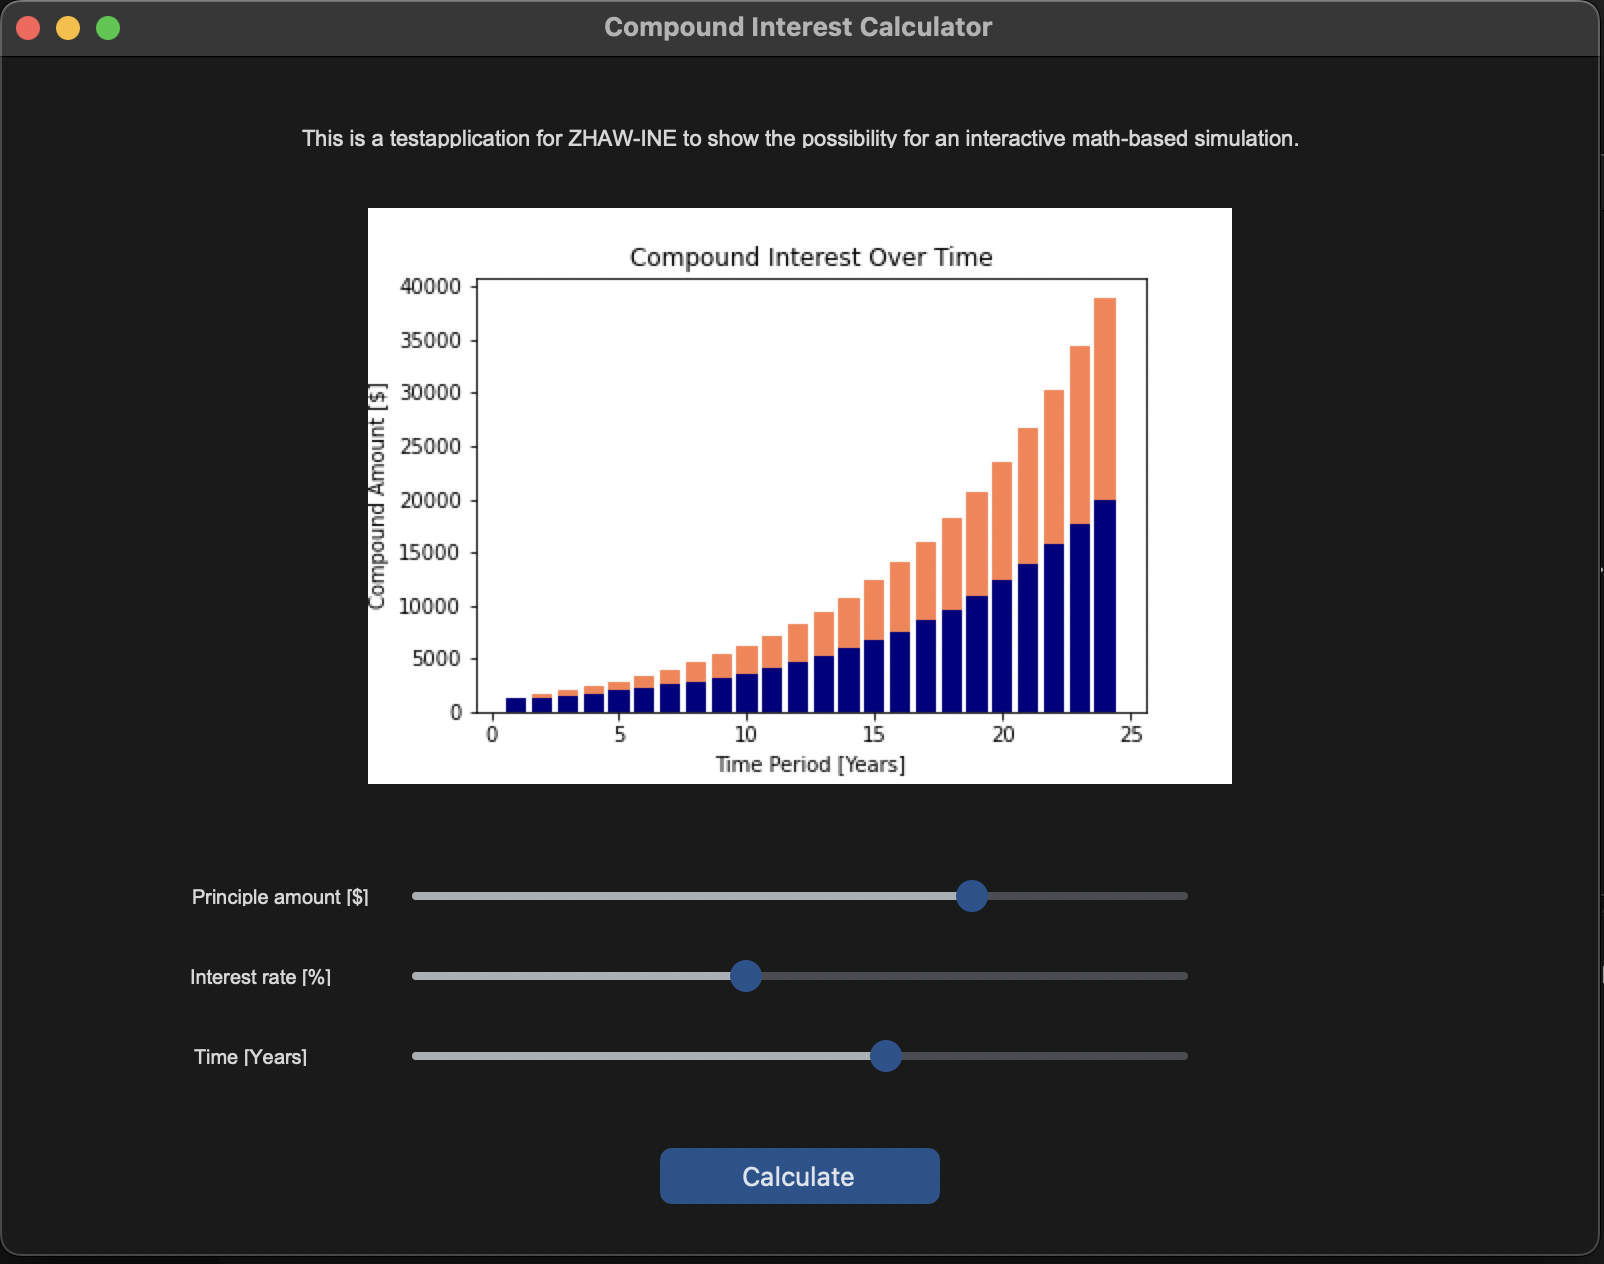 Compound Interest Calculator
This is a testapplication for ZHAW-INE to show the possibility for an interactive math-based simulation.
Compound Interest Over Time
40000
35000
30000
25000
20000
15000
10000
5000
0
Compound Amount [$]
0 5 10 15 20 25
Time Period [Years]
Principle amount [$]
Interest rate [%]
Time [Years]
Calculate